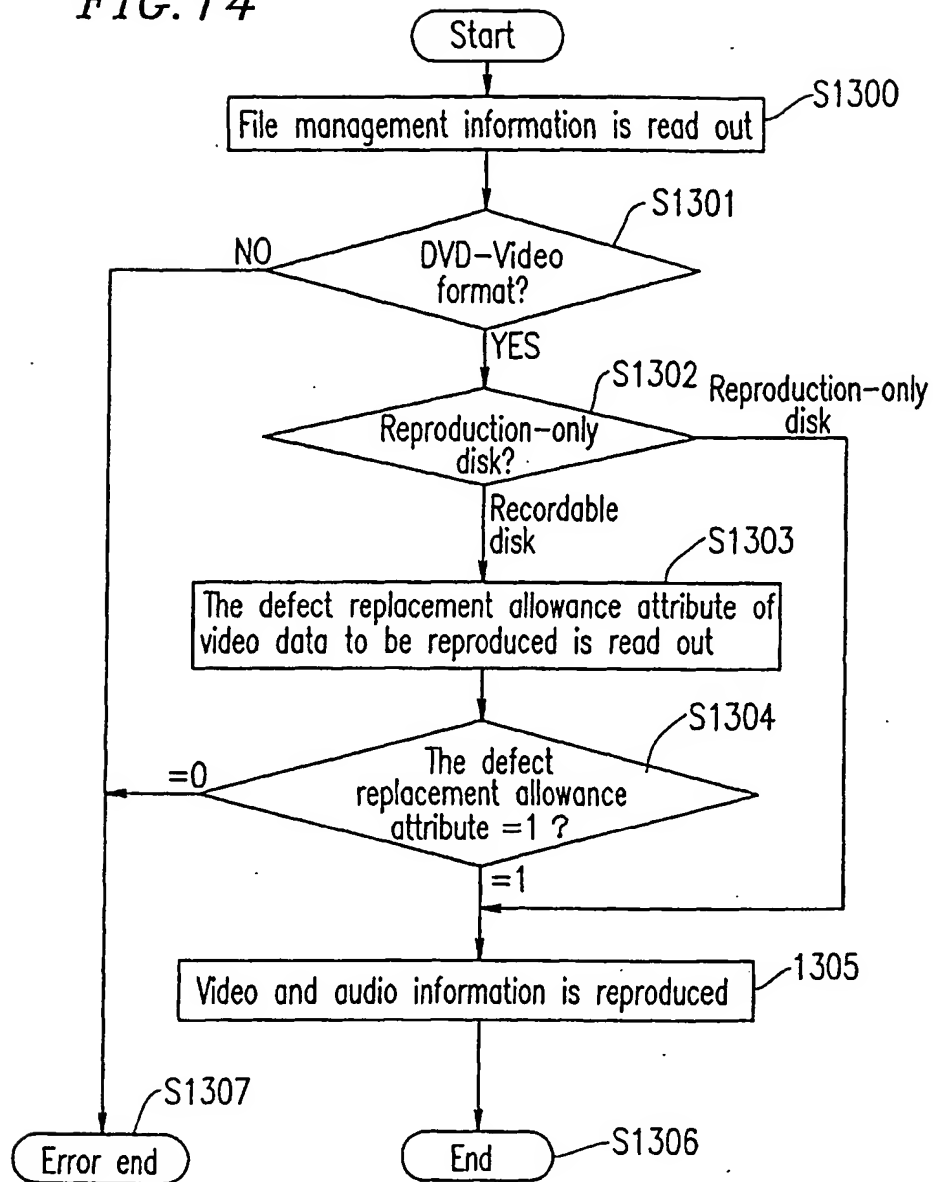 FIG. 14
Start
S1300
File management information is read out
S1301
NO
DVD-Video
format?
YES
S1302
Reproduction-only
disk
Reproduction-only
disk?
Recordable
disk
S1303
The defect replacement allowance attribute of
video data to be reproduced is read out
S1304
=0
The defect
replacement allowance
attribute =1 ?
=1
1305
Video and audio information is reproduced
S1307
Error end
End
S1306